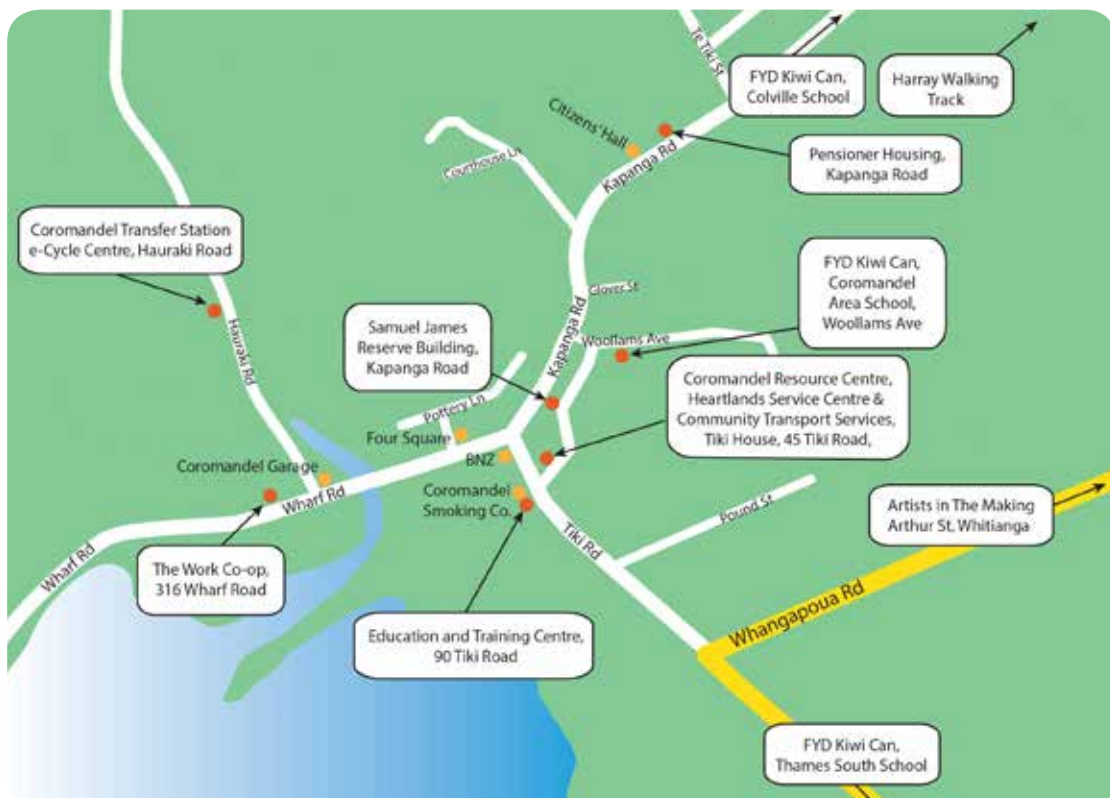 Te Tiki St
FYD Kiwi Can,
Colville School
Harray Walking
Track
Citizens' Hall
Kapanga Rd
Pensioner Housing,
Kapanga Road
Courthouse Ln
Coromandel Transfer Station
e-Cycle Centre, Hauraki Road
Hauraki Rd
Glover St
FYD Kiwi Can,
Coromandel
Area School,
Woollams Ave
Samuel James
Reserve Building,
Kapanga Road
Kapanga Rd
Woollams Ave
Coromandel Resource Centre,
Heartlands Service Centre &
Community Transport Services,
Tiki House, 45 Tiki Road,
Pottery Ln
Four Square
BNZ
Coromandel Garage
Wharf Rd
Coromandel
Smoking Co.
Pound St
Artists in The Making
Arthur St, Whitianga
Tiki Rd
Wharf Rd
The Work Co-op,
316 Wharf Road
Education and Training Centre,
90 Tiki Road
Whangapoua Rd
FYD Kiwi Can,
Thames South School